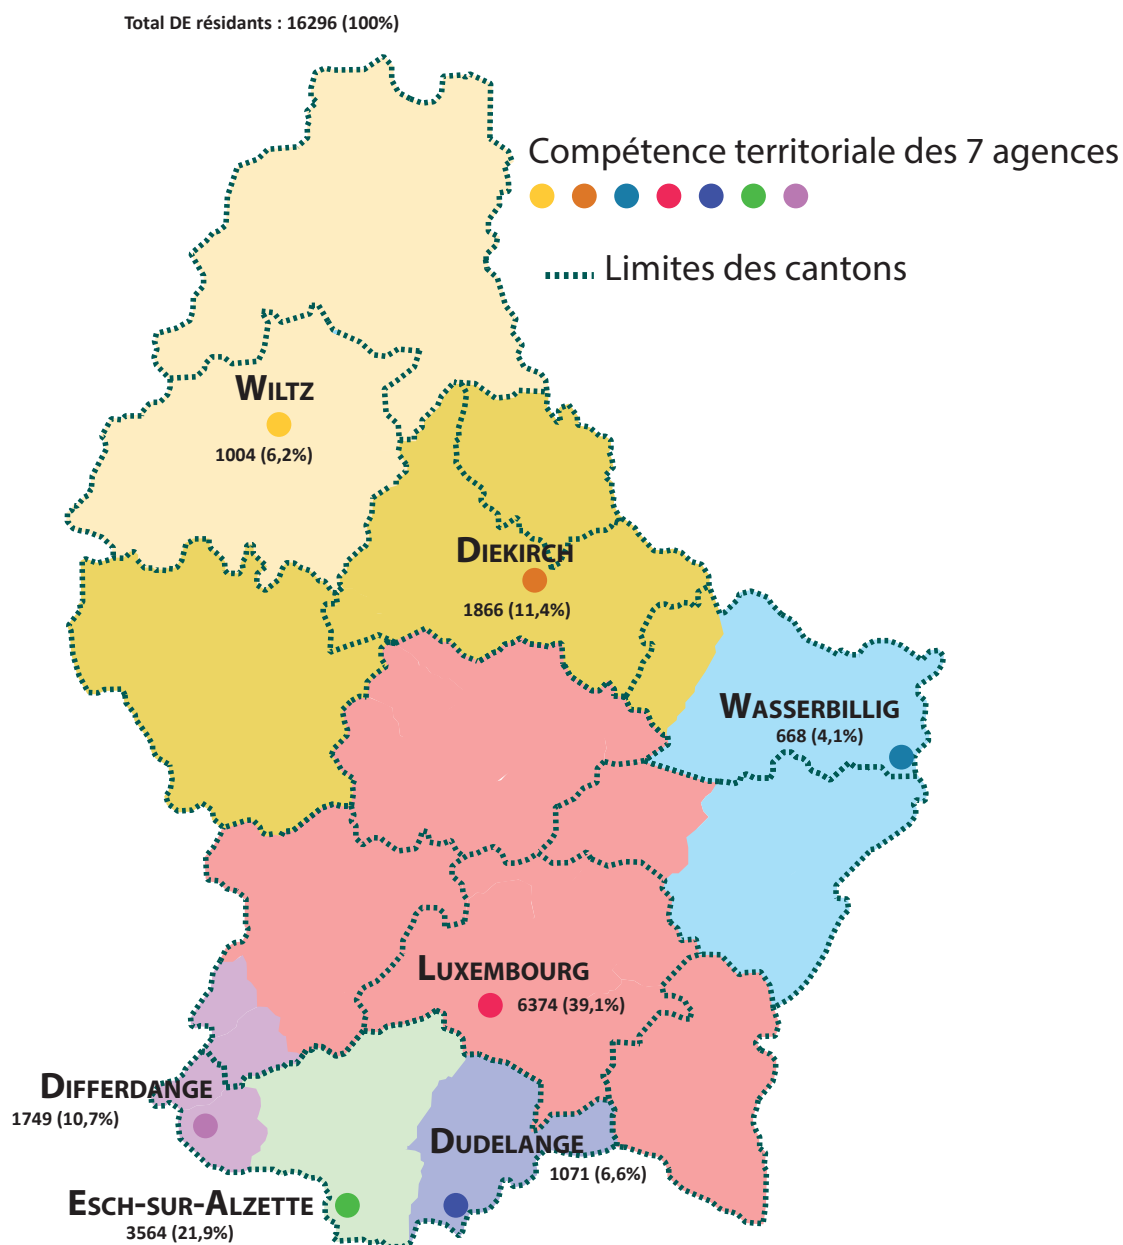 Total DE résidants : 16296 (100%)
Compétence territoriale des 7 agences
Limites des cantons
Wiltz
1004 (6,2%)
Diekirch
1866 (11,4%)
Wasserbillig
668 (4,1%)
Luxembourg
6374 (39,1%)
Differdange
1749 (10,7%)
Dudelange
1071 (6,6%)
Esch-sur-Alzette
3564 (21,9%)